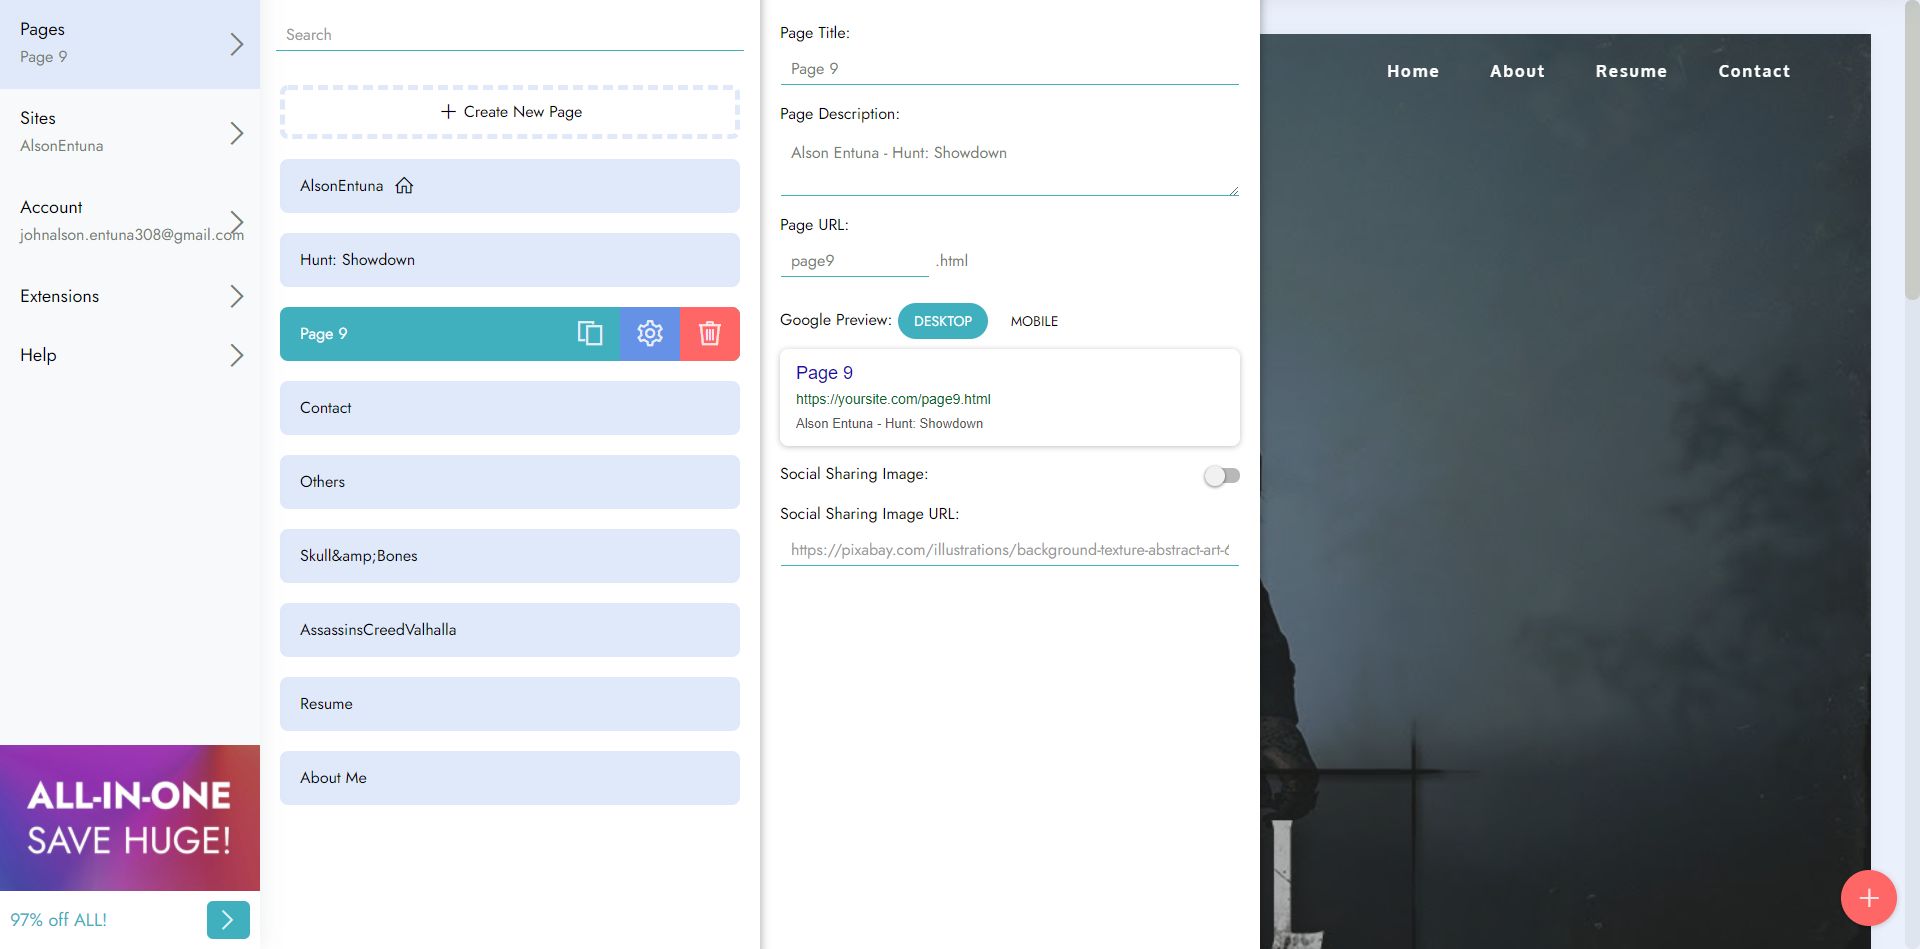 Pages
Page 9
Sites
AlsonEntuna
Account
johnalson.entuna308@gmail.com
Extensions
Help
ALL-IN-ONE
SAVE HUGE!
97% off ALL!
Search
Create New Page
AlsonEntuna
Hunt: Showdown
Page 9
Contact
Others
Skull&amp;Bones
AssassinsCreedValhalla
Resume
About Me
Page Title:
Page 9
Page Description:
Alson Entuna - Hunt: Showdown
Page URL:
page9 .html
Google Preview: DESKTOP MOBILE
Page 9
https://yoursite.com/page9.html
Alson Entuna - Hunt: Showdown
Social Sharing Image:
Social Sharing Image URL:
https://pixabay.com/illustrations/background-texture-abstract-art-6
Home About Resume Contact